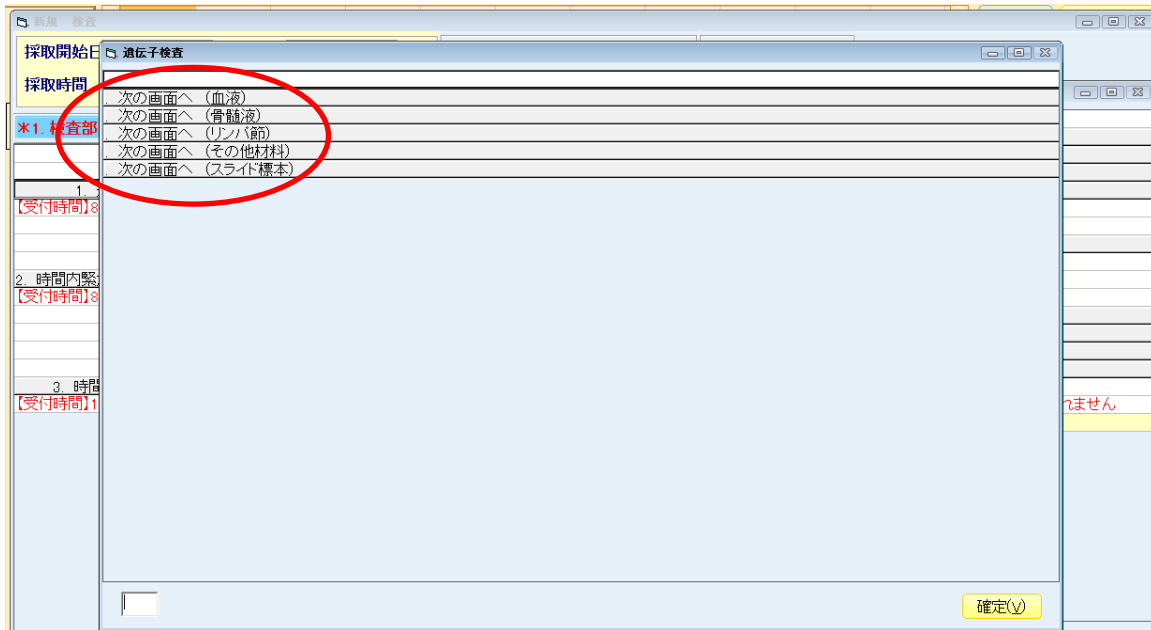 新規 検査
採取開始日
遺伝子検査
採取時間
. 次の画面へ (血液)
. 次の画面へ (骨髄液)
. 次の画面へ (リンパ節)
. 次の画面へ (その他材料)
. 次の画面へ (スライド標本)
*1. 検査部
1.
【受付時間】8
2. 時間内緊
【受付時間】8
3. 時間
【受付時間】1
れません
確定(V)